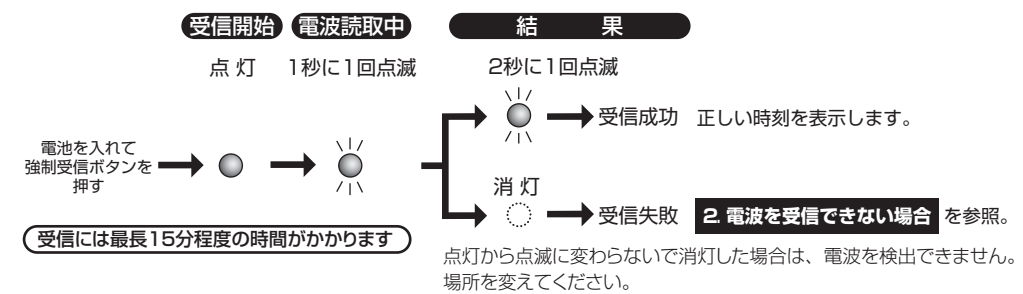 受信開始 電波読取中 結果
点灯 1秒に1回点滅 2秒に1回点滅
電池を入れて
強制受信ボタンを
押す
受信成功 正しい時刻を表示します。
消灯
受信失敗 2. 電波を受信できない場合 を参照。
受信には最長15分程度の時間がかかります
点灯から点滅に変わらないで消灯した場合は、電波を検出できません。
場所を変えてください。